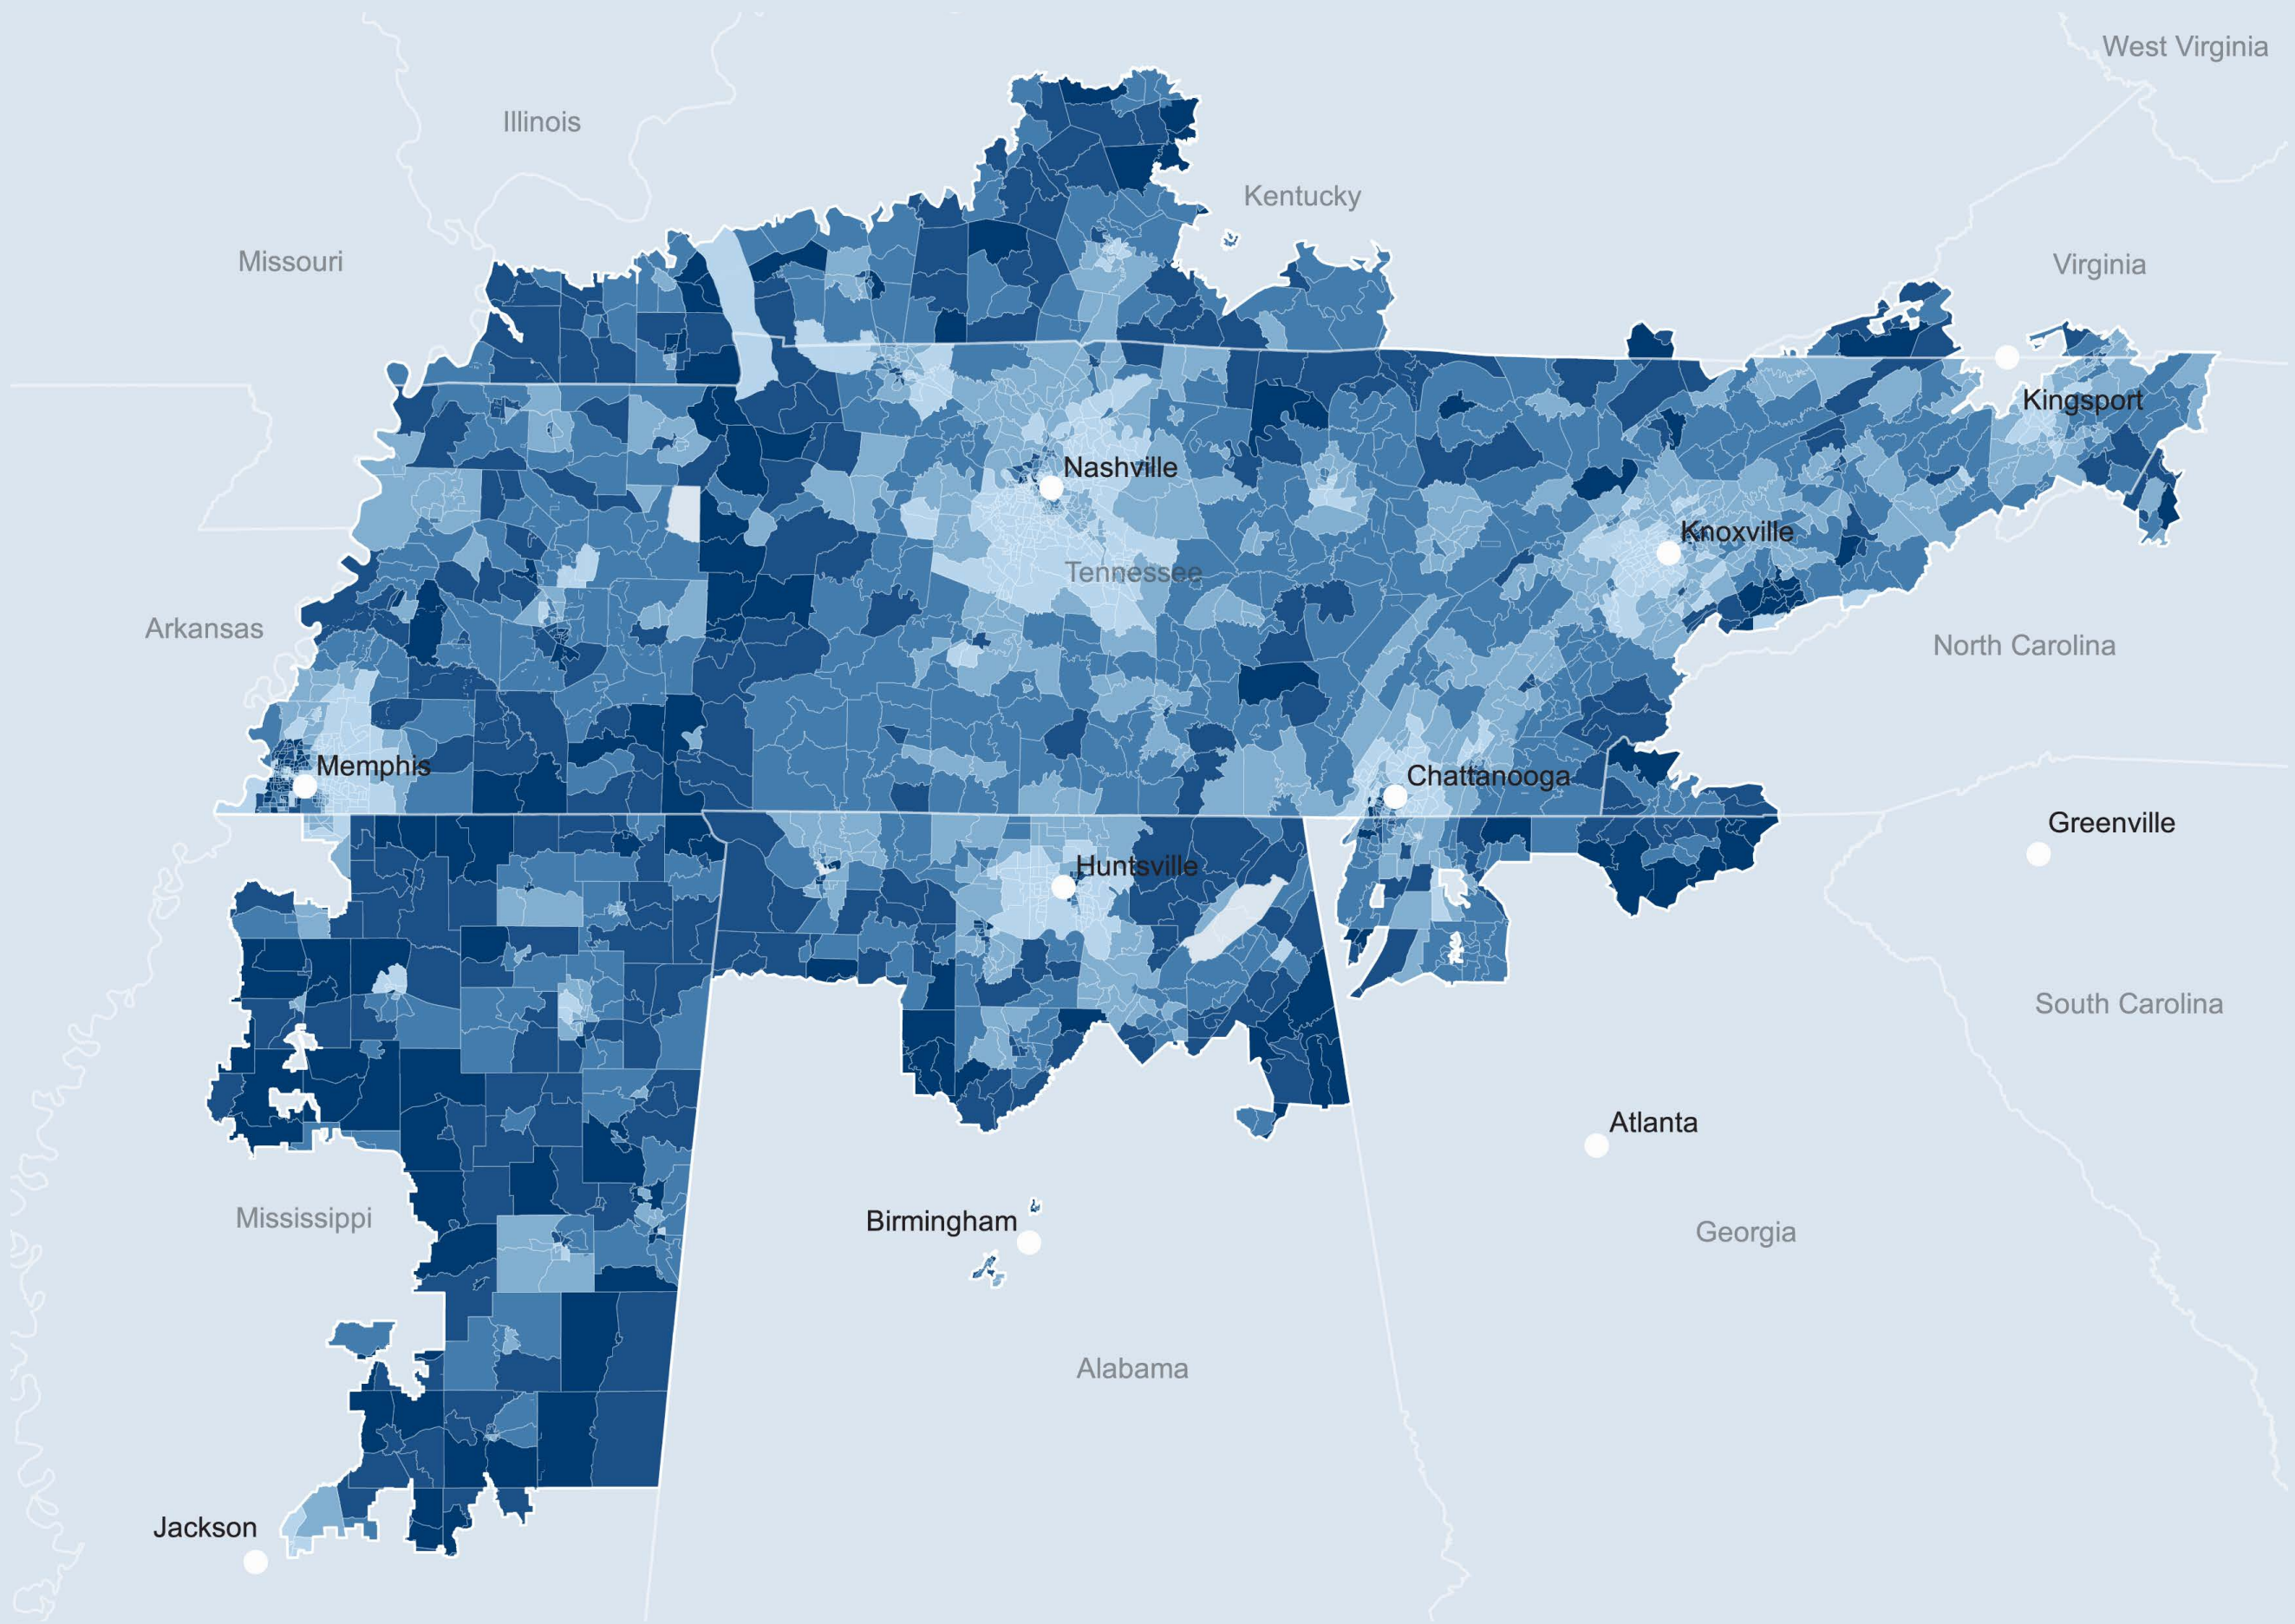 West Virginia
Illinois
Kentucky
Missouri
Virginia
Kingsport
Nashville
Knoxville
Tennessee
Arkansas
North Carolina
Memphis
Chattanooga
Greenville
Huntsville
South Carolina
Atlanta
Mississippi
Birmingham
Georgia
Alabama
Jackson